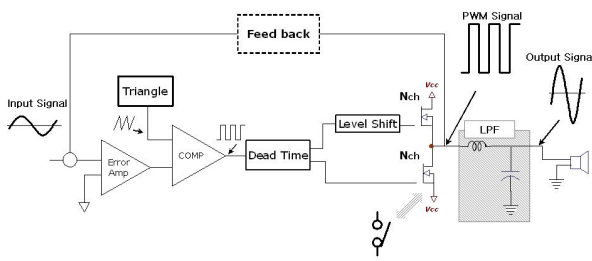 PWM Signal
Feed back
Output Signal
Vcc
Input Signal
Triangle
Nch
Level Shift
LPF
Error
Amp
COMP
Dead Time
Nch
Vcc